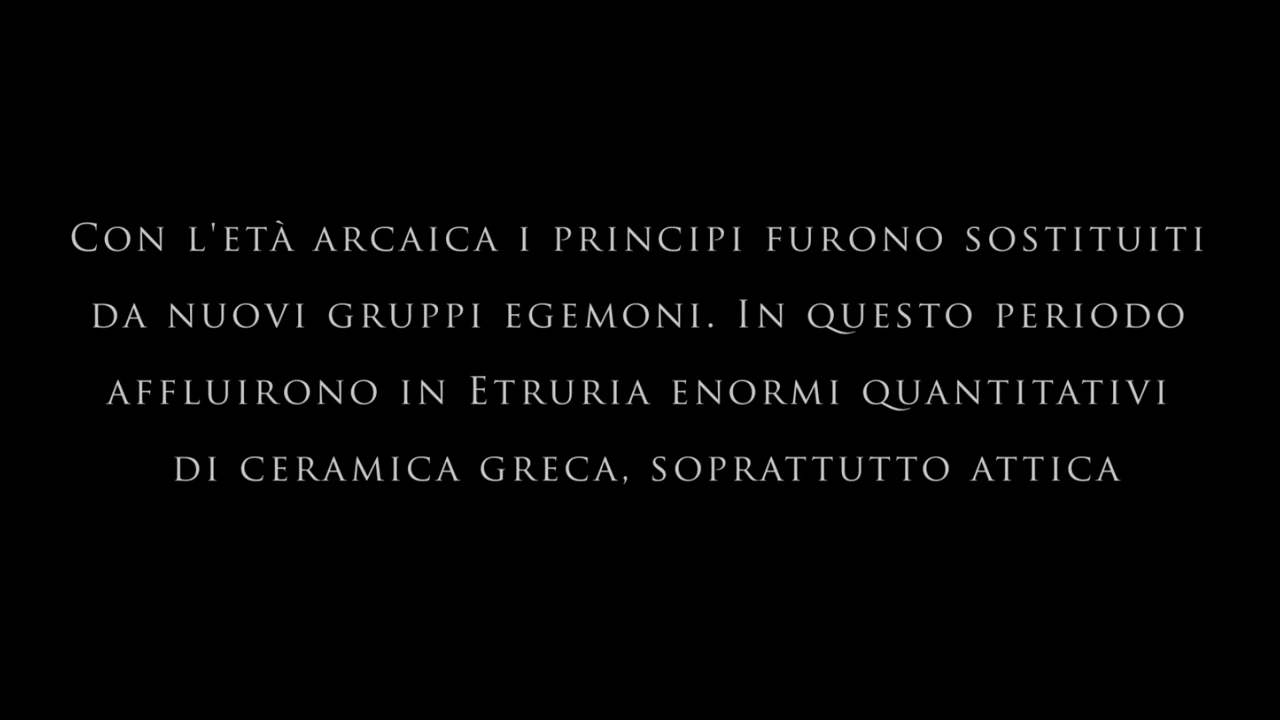 Con l'età arcaica i principi furono sostituiti
da nuovi gruppi egemoni. In questo periodo
affluirono in Etruria enormi quantitativi
di ceramica greca, soprattutto attica